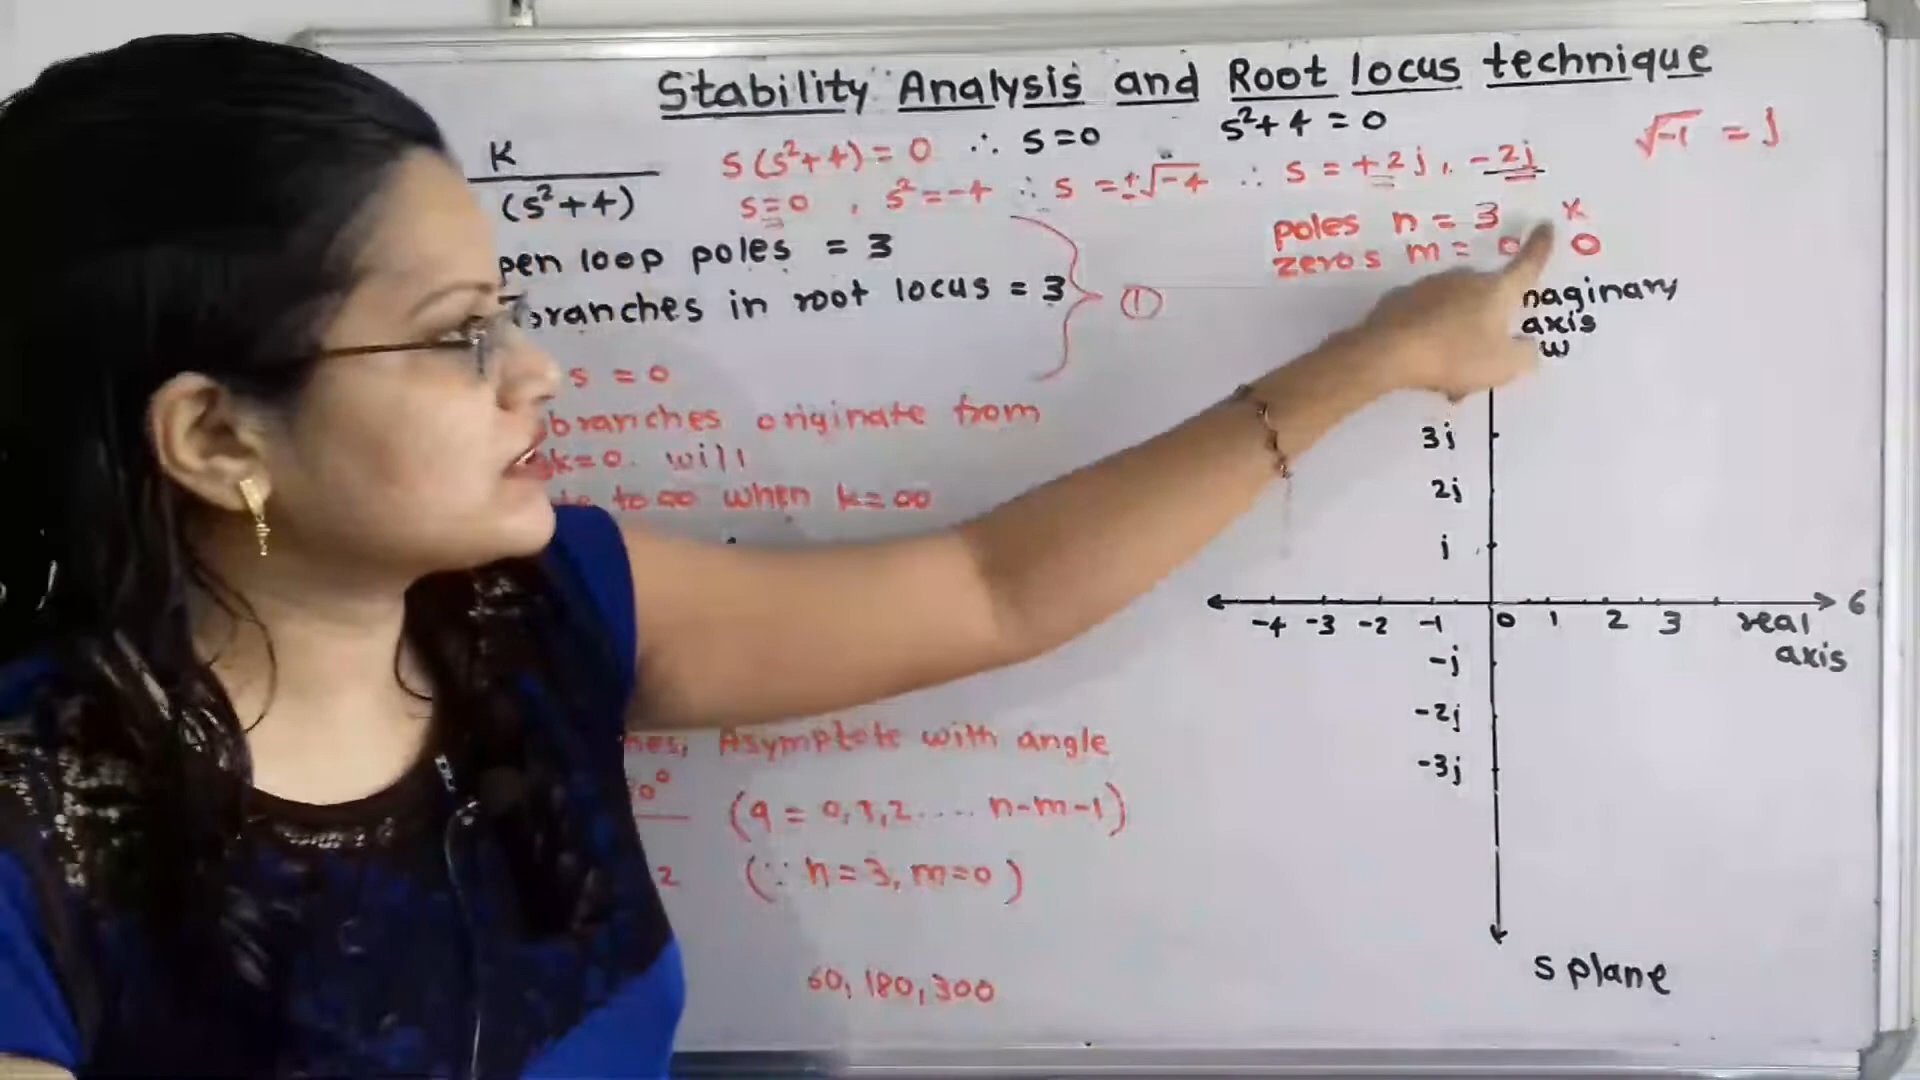 Stability Analysis and Root locus technique
K
(s²+4)
s(s²+4) = 0 ∴ s=0 s²+4=0
s=0 , s²=-4 ∴ s = ±√-4 ∴ s = +2j, -2j
√-1 = j
pen loop poles = 3
branches in root locus = 3
①
poles n = 3 x
zeros m = 0 0
naginary
axis
w
s = 0
branches originate from
k=0. will
to ∞ when k=∞
3j
2j
j
-4 -3 -2 -1 0 1 2 3 real
axis
6
-j
-2j
-3j
Asymptote with angle
0° (q = 0,1,2.... n-m-1)
2 (∵ n=3, m=0)
60, 180, 300
s plane